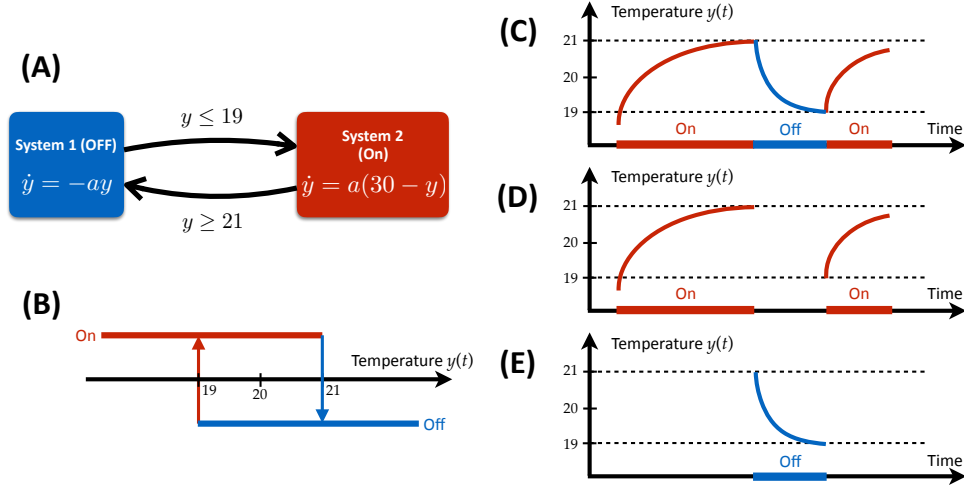 (A)
y ≤ 19
System 1 (OFF)
ẏ = −ay
System 2
(On)
ẏ = a(30 − y)
y ≥ 21
(B)
On
Temperature y(t)
19
20
21
Off
(C)
Temperature y(t)
21
20
19
On
Off
On
Time
(D)
Temperature y(t)
21
20
19
On
On
Time
(E)
Temperature y(t)
21
20
19
Off
Time